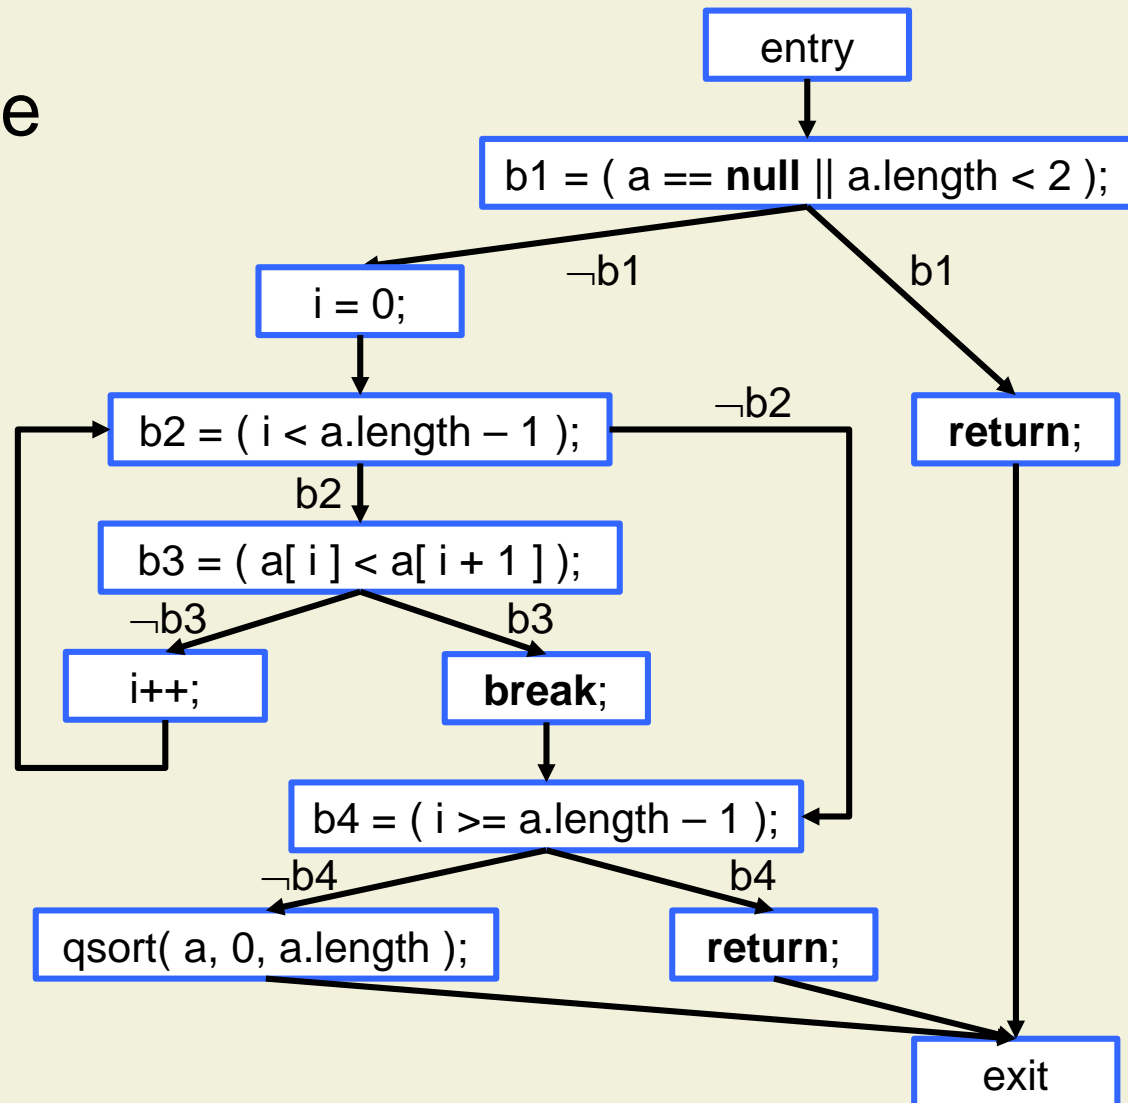 entry
e
b1 = ( a == null || a.length < 2 );
¬b1
b1
i = 0;
¬b2
b2 = ( i < a.length – 1 );
return;
b2
b3 = ( a[ i ] < a[ i + 1 ] );
¬b3
b3
i++;
break;
b4 = ( i >= a.length – 1 );
¬b4
b4
qsort( a, 0, a.length );
return;
exit